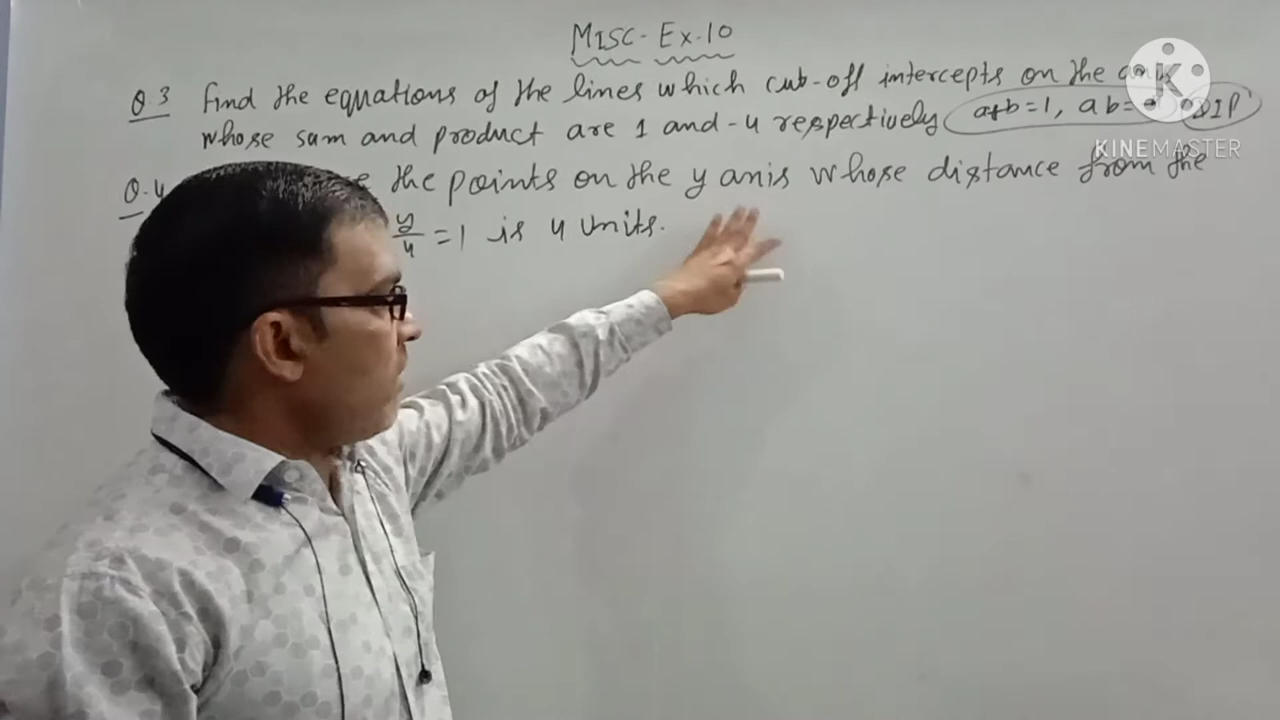 MISC- Ex.10
Q 3 Find the equations of the lines which cut-off intercepts on the axis
whose sum and product are 1 and -4 respectively a+b=1, ab= DIP
KINEMASTER
Q.4 the points on the y axis whose distance from the
y/4 = 1 is 4 units.